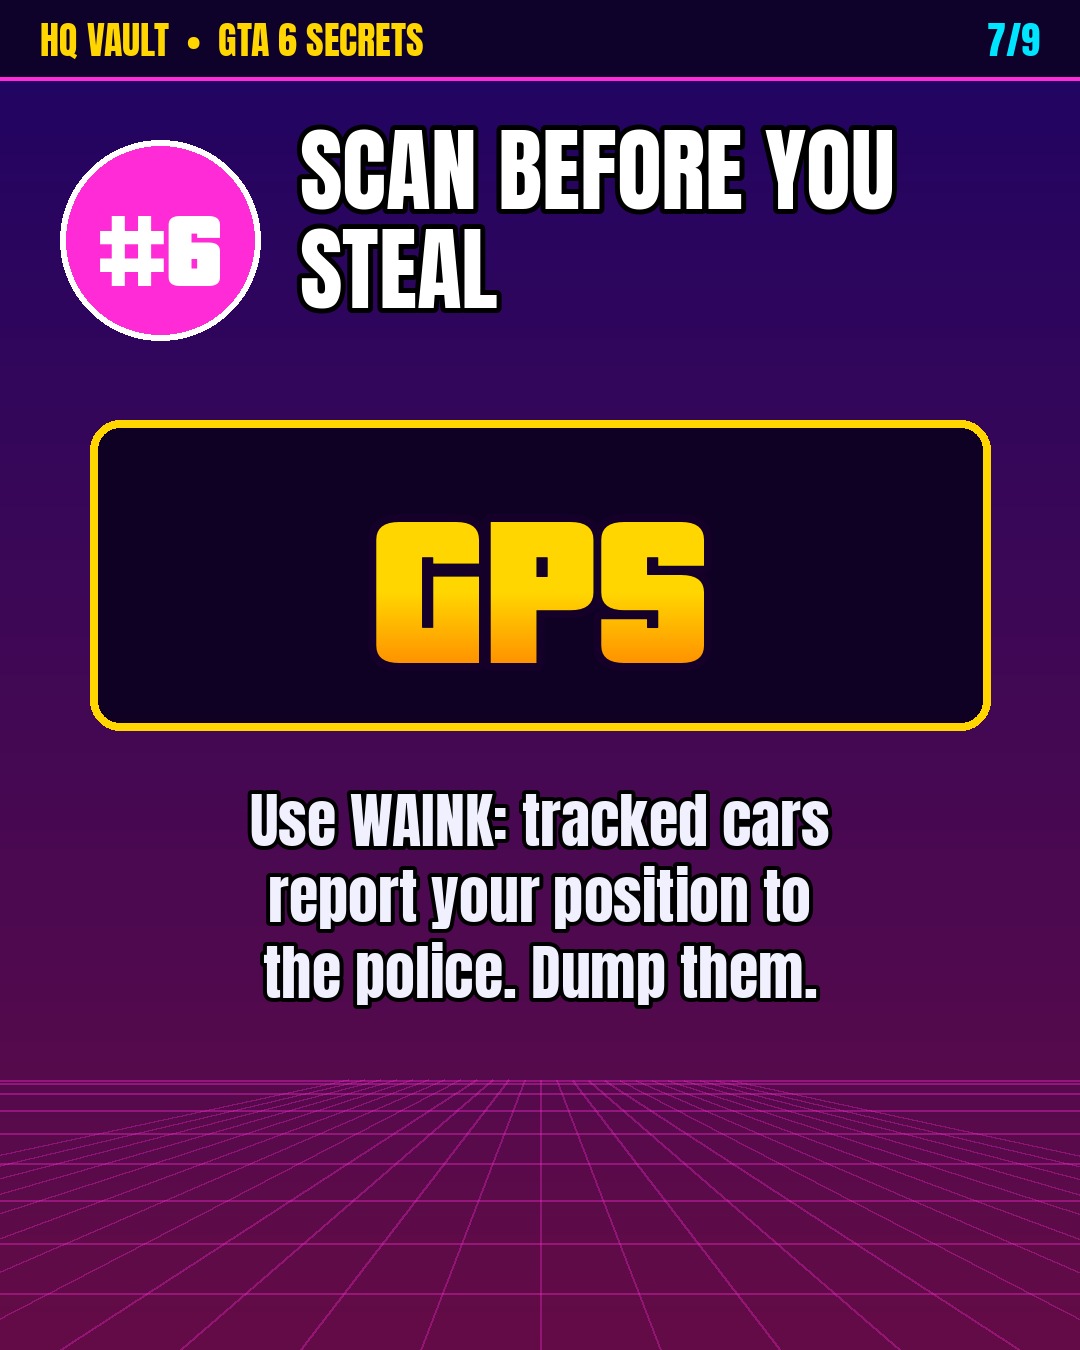 HQ VAULT • GTA 6 SECRETS
7/9
#6
SCAN BEFORE YOU
STEAL
GPS
Use WAINK: tracked cars
report your position to
the police. Dump them.